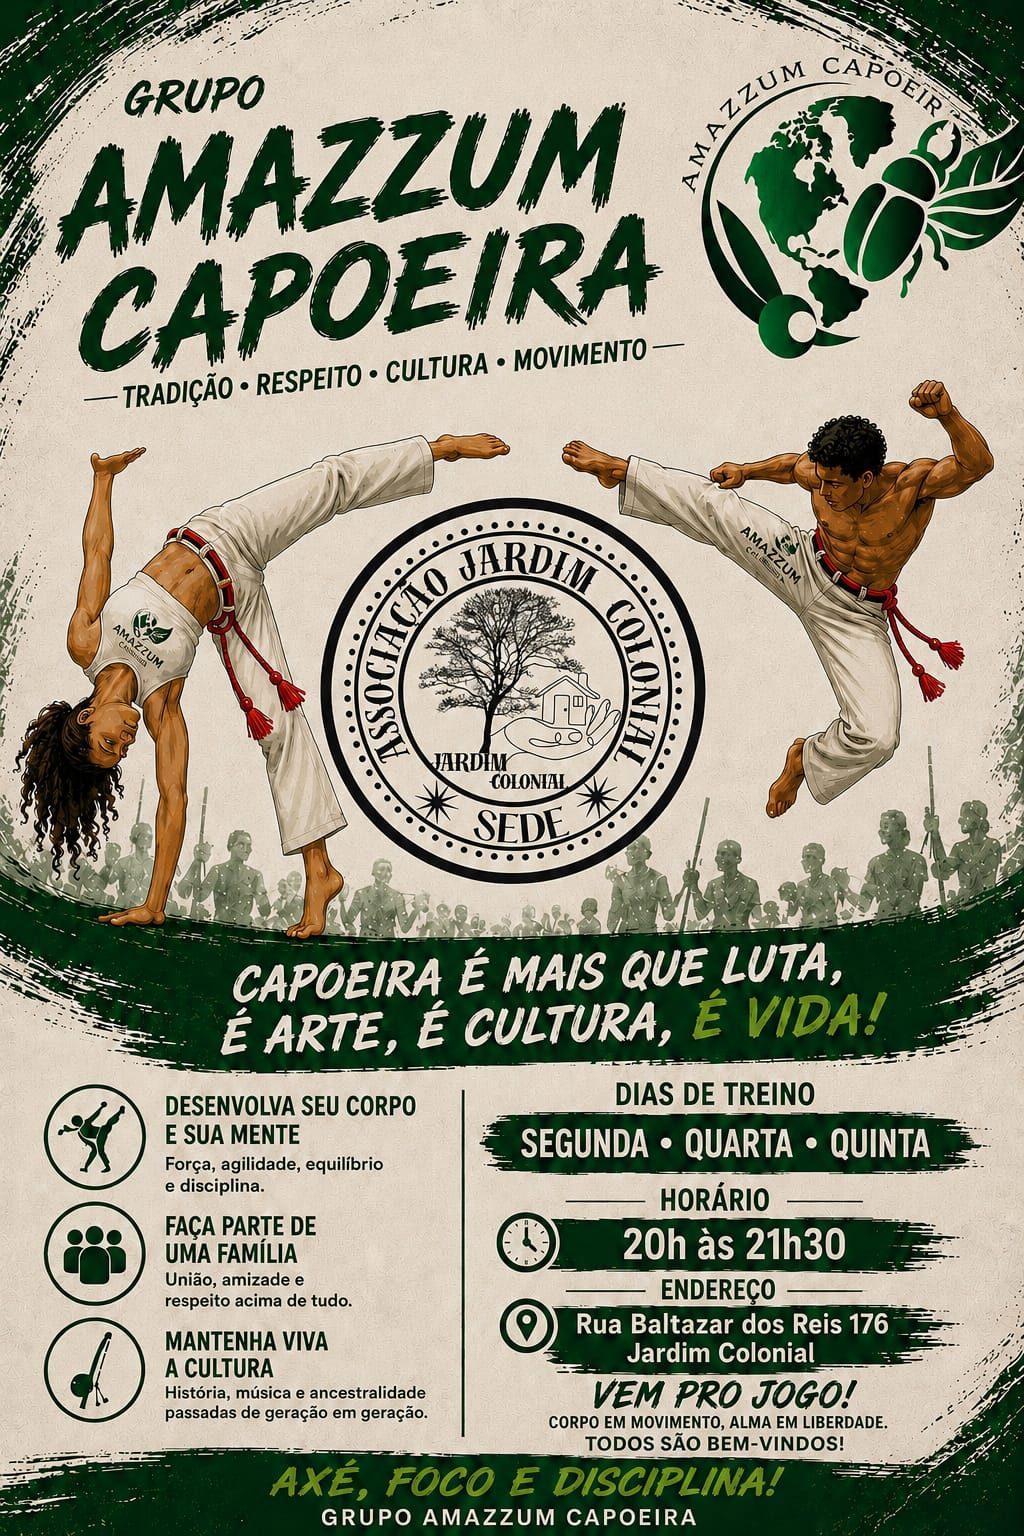 GRUPO
AMAZZUM
CAPOEIRA
TRADIÇÃO • RESPEITO • CULTURA • MOVIMENTO
AMAZZUM CAPOEIR
AMAZZUM
AMAZZUM
ASSOCIAÇÃO JARDIM COLONIAL
JARDIM
COLONIAL
SEDE
CAPOEIRA É MAIS QUE LUTA,
É ARTE, É CULTURA, É VIDA!
DESENVOLVA SEU CORPO
E SUA MENTE
Força, agilidade, equilíbrio
e disciplina.
FAÇA PARTE DE
UMA FAMÍLIA
União, amizade e
respeito acima de tudo.
MANTENHA VIVA
A CULTURA
História, música e ancestralidade
passadas de geração em geração.
DIAS DE TREINO
SEGUNDA • QUARTA • QUINTA
HORÁRIO
20h às 21h30
ENDEREÇO
Rua Baltazar dos Reis 176
Jardim Colonial
VEM PRO JOGO!
CORPO EM MOVIMENTO, ALMA EM LIBERDADE.
TODOS SÃO BEM-VINDOS!
AXÉ, FOCO E DISCIPLINA!
GRUPO AMAZZUM CAPOEIRA